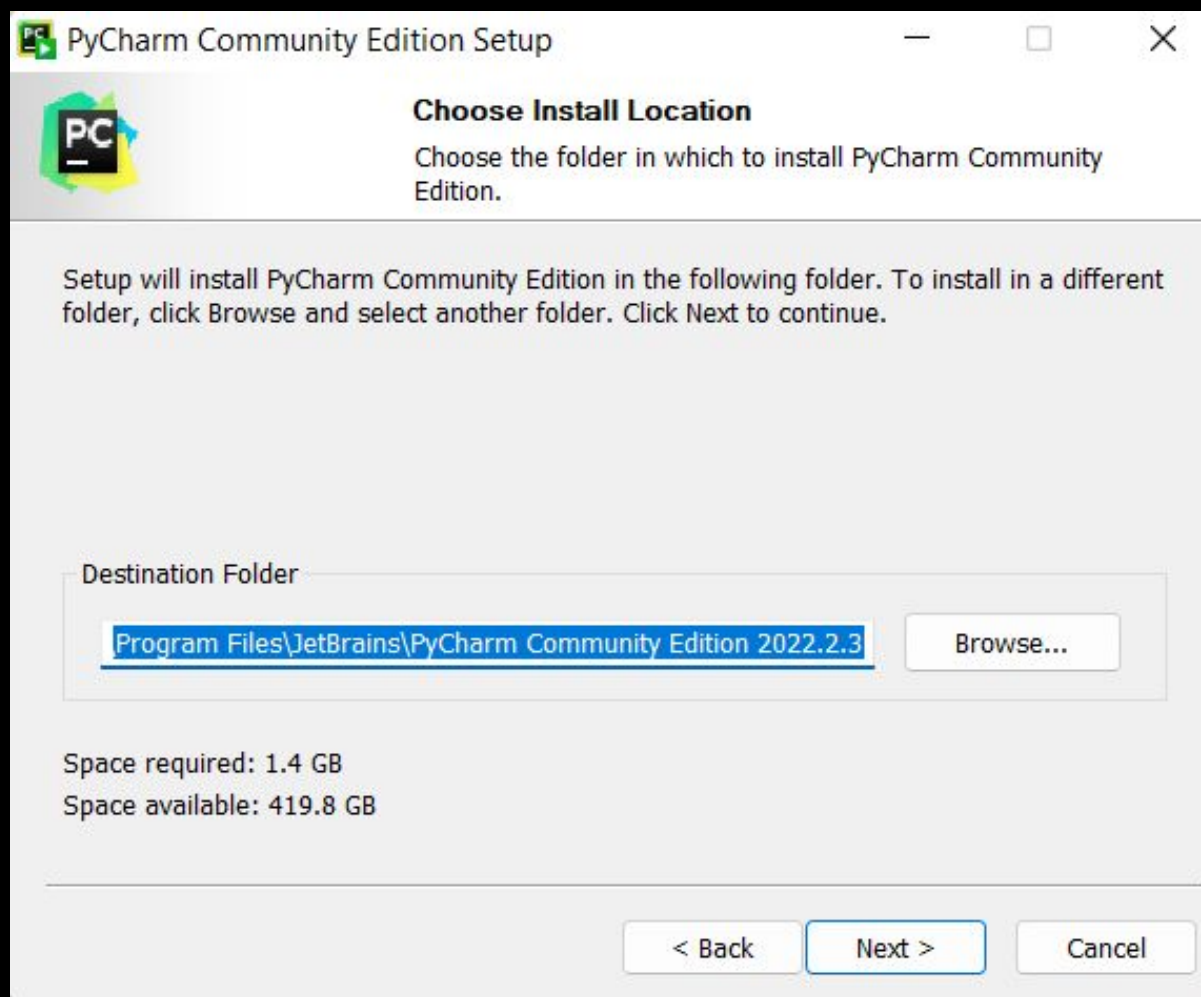 PyCharm Community Edition Setup
PC
Choose Install Location
Choose the folder in which to install PyCharm Community
Edition.
Setup will install PyCharm Community Edition in the following folder. To install in a different
folder, click Browse and select another folder. Click Next to continue.
Destination Folder
Program Files\JetBrains\PyCharm Community Edition 2022.2.3
Browse...
Space required: 1.4 GB
Space available: 419.8 GB
< Back
Next >
Cancel